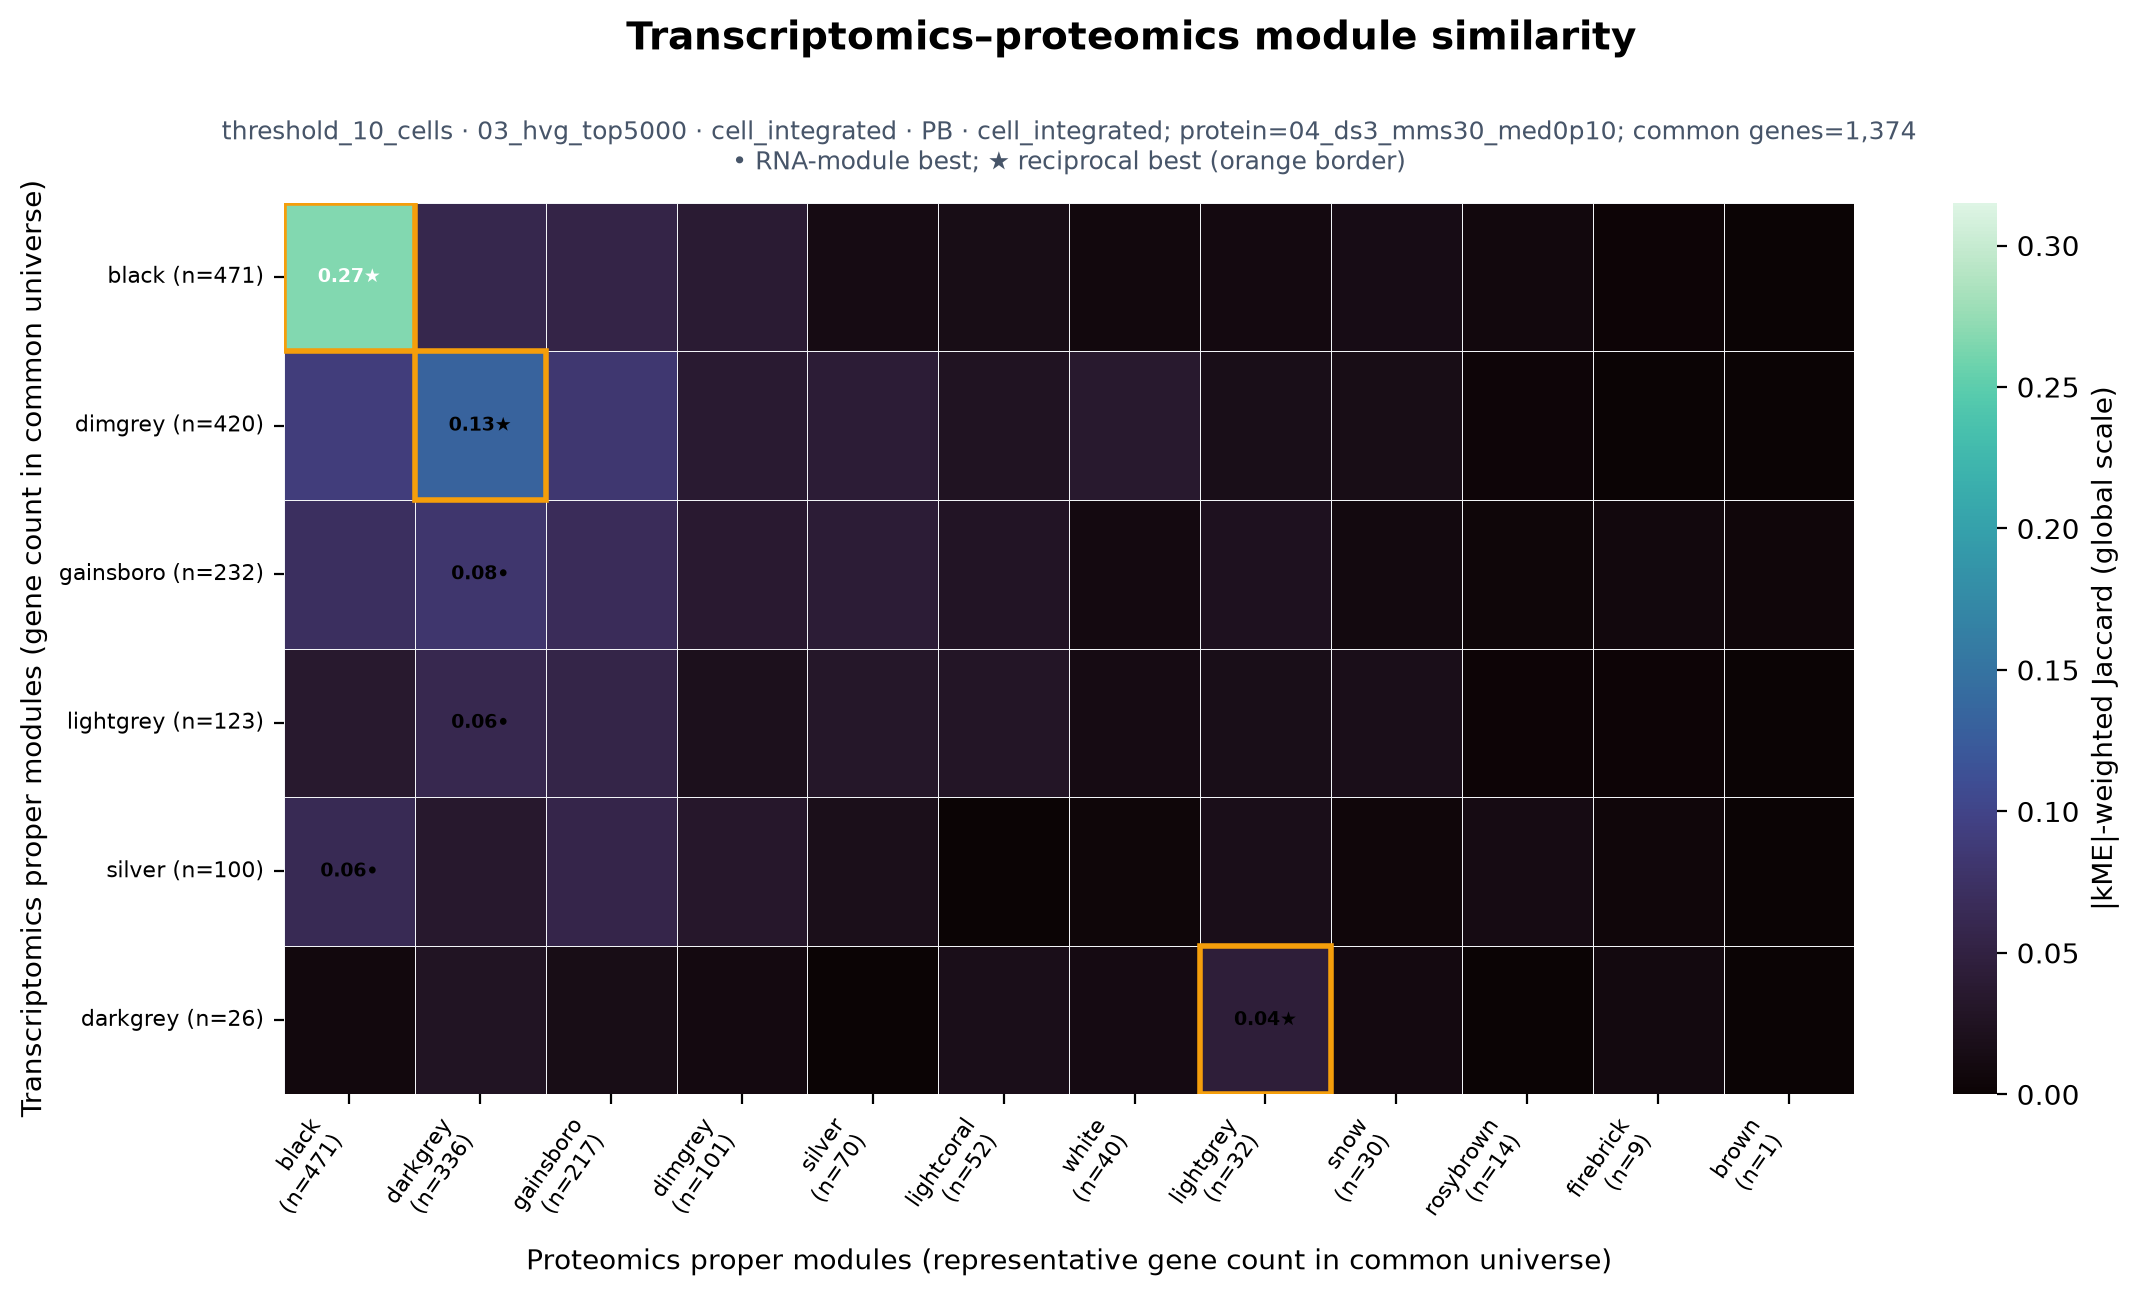 Transcriptomics–proteomics module similarity
threshold_10_cells · 03_hvg_top5000 · cell_integrated · PB · cell_integrated; protein=04_ds3_mms30_med0p10; common genes=1,374
• RNA-module best; ★ reciprocal best (orange border)
Transcriptomics proper modules (gene count in common universe)
black (n=471)
dimgrey (n=420)
gainsboro (n=232)
lightgrey (n=123)
silver (n=100)
darkgrey (n=26)
0.27★
0.13★
0.08•
0.06•
0.06•
0.04★
black
(n=471)
darkgrey
(n=336)
gainsboro
(n=217)
dimgrey
(n=101)
silver
(n=70)
lightcoral
(n=52)
white
(n=40)
lightgrey
(n=32)
snow
(n=30)
rosybrown
(n=14)
firebrick
(n=9)
brown
(n=1)
Proteomics proper modules (representative gene count in common universe)
0.30
0.25
0.20
0.15
0.10
0.05
0.00
|kME|-weighted Jaccard (global scale)